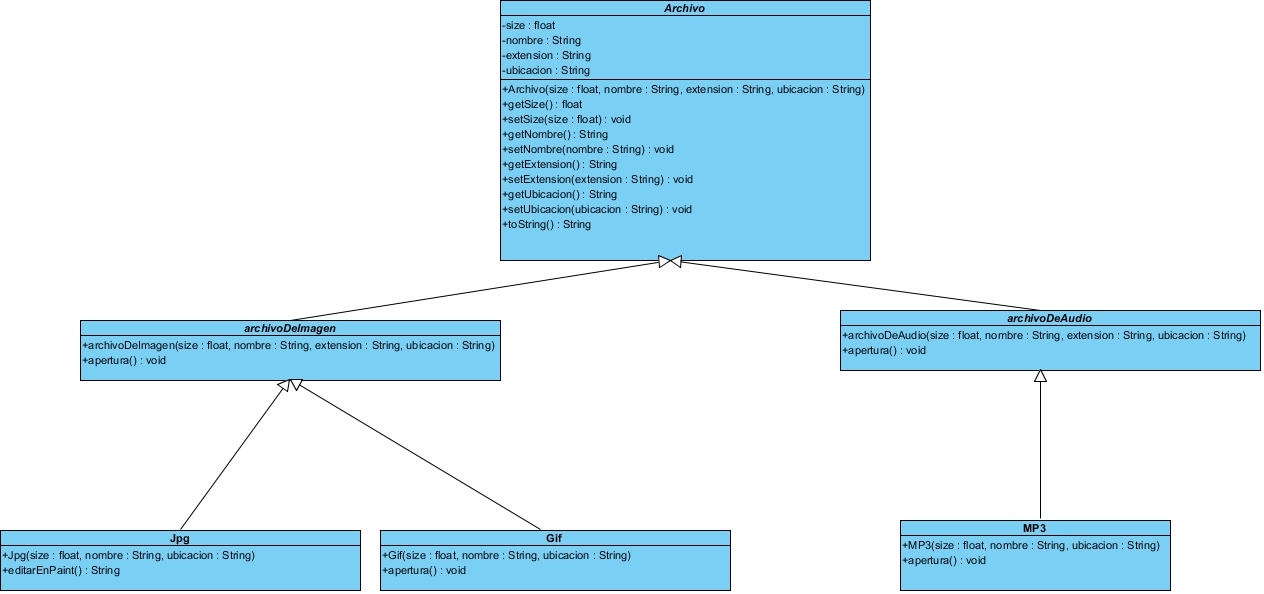 Archivo
-size : float
-nombre : String
-extension : String
-ubicacion : String
+Archivo(size : float, nombre : String, extension : String, ubicacion : String)
+getSize() : float
+setSize(size : float) : void
+getNombre() : String
+setNombre(nombre : String) : void
+getExtension() : String
+setExtension(extension : String) : void
+getUbicacion() : String
+setUbicacion(ubicacion : String) : void
+toString() : String
archivoDeImagen
+archivoDeImagen(size : float, nombre : String, extension : String, ubicacion : String)
+apertura() : void
archivoDeAudio
+archivoDeAudio(size : float, nombre : String, extension : String, ubicacion : String)
+apertura() : void
Jpg
+Jpg(size : float, nombre : String, ubicacion : String)
+editarEnPaint() : String
Gif
+Gif(size : float, nombre : String, ubicacion : String)
+apertura() : void
MP3
+MP3(size : float, nombre : String, ubicacion : String)
+apertura() : void